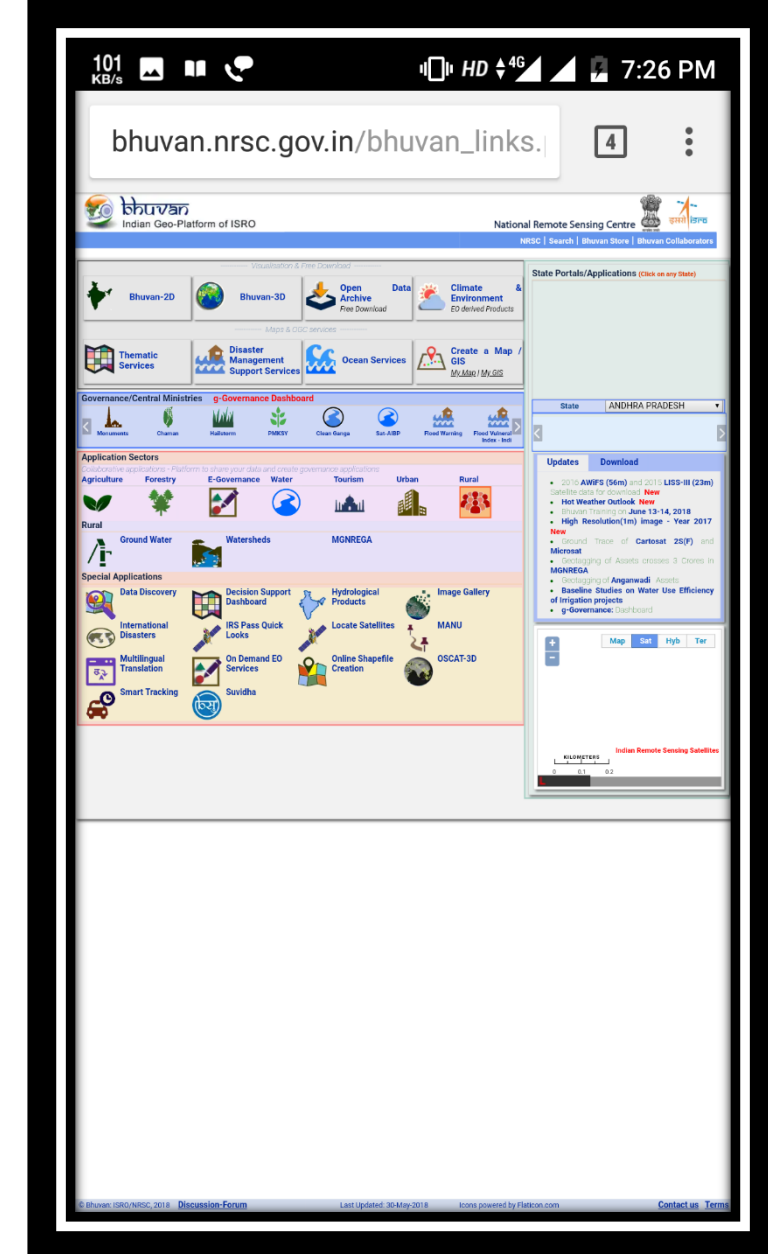 101
KB/s
HD 4G 7:26 PM
bhuvan.nrsc.gov.in/bhuvan_links.
4
bhuvan
Indian Geo-Platform of ISRO
National Remote Sensing Centre
इसरो isro
NRSC | Search | Bhuvan Store | Bhuvan Collaborators
Visualisation & Free Download
Bhuvan-2D
Bhuvan-3D
Open Data
Archive
Free Download
Climate &
Environment
EO derived Products
Maps & OGC services
Thematic
Services
Disaster
Management
Support Services
Ocean Services
Create a Map /
GIS
My Map / My GIS
Governance/Central Ministries g-Governance Dashboard
Monuments
Chaman
Hailstorm
PMKSY
Clean Ganga
San-AIBP
Flood Warning
Flood Vulneral
Index - Indi
Application Sectors
Collaborative applications - Platform to share your data and create governance applications
Agriculture Forestry E-Governance Water Tourism Urban Rural
Rural
Ground Water
Watersheds
MGNREGA
Special Applications
Data Discovery
Decision Support
Dashboard
Hydrological
Products
Image Gallery
International
Disasters
IRS Pass Quick
Looks
Locate Satellites
MANU
Multilingual
Translation
On Demand EO
Services
Online Shapefile
Creation
OSCAT-3D
Smart Tracking
Suvidha
State Portals/Applications (Click on any State)
State ANDHRA PRADESH
Updates Download
2016 AWiFS (56m) and 2015 LISS-III (23m)
Satellite data for download New
Hot Weather Outlook New
Bhuvan Training on June 13-14, 2018
High Resolution(1m) image - Year 2017
New
Ground Trace of Cartosat 2S(F) and
Microsat
Geotagging of Assets crosses 3 Crores in
MGNREGA
Geotagging of Anganwadi Assets
Baseline Studies on Water Use Efficiency
of Irrigation projects
g-Governance: Dashboard
+
−
Map Sat Hyb Ter
Indian Remote Sensing Satellites
KILOMETERS
0 0.1 0.2
© Bhuvan: ISRO/NRSC, 2018 Discussion-Forum Last Updated: 30-May-2018 Icons powered by Flaticon.com Contact us Terms